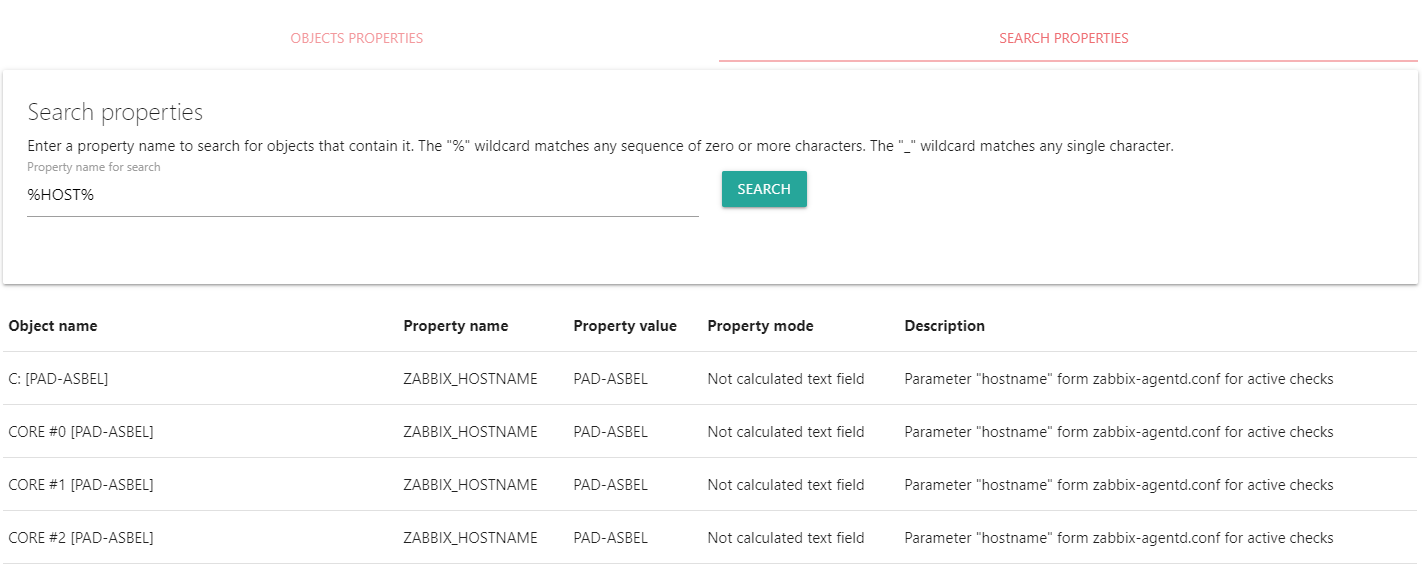 OBJECTS PROPERTIES SEARCH PROPERTIES
Search properties
Enter a property name to search for objects that contain it. The "%" wildcard matches any sequence of zero or more characters. The "_" wildcard matches any single character.
Property name for search
%HOST% SEARCH
Object name Property name Property value Property mode Description
C: [PAD-ASBEL] ZABBIX_HOSTNAME PAD-ASBEL Not calculated text field Parameter "hostname" form zabbix-agentd.conf for active checks
CORE #0 [PAD-ASBEL] ZABBIX_HOSTNAME PAD-ASBEL Not calculated text field Parameter "hostname" form zabbix-agentd.conf for active checks
CORE #1 [PAD-ASBEL] ZABBIX_HOSTNAME PAD-ASBEL Not calculated text field Parameter "hostname" form zabbix-agentd.conf for active checks
CORE #2 [PAD-ASBEL] ZABBIX_HOSTNAME PAD-ASBEL Not calculated text field Parameter "hostname" form zabbix-agentd.conf for active checks